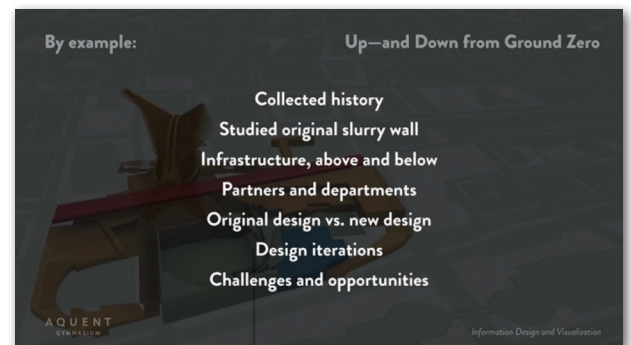 By example:
Up—and Down from Ground Zero
Collected history
Studied original slurry wall
Infrastructure, above and below
Partners and departments
Original design vs. new design
Design iterations
Challenges and opportunities
AQUENT
GYMNASIUM
Information Design and Visualization